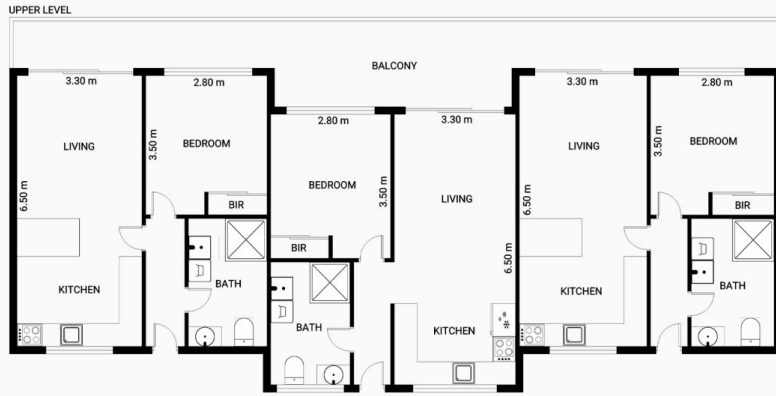 UPPER LEVEL
BALCONY
3.30 m
2.80 m
LIVING
3.50 m
BEDROOM
6.50 m
BIR
KITCHEN
BATH
2.80 m
3.30 m
BEDROOM
3.50 m
LIVING
BIR
6.50 m
BATH
KITCHEN
3.30 m
2.80 m
LIVING
3.50 m
BEDROOM
6.50 m
BIR
KITCHEN
BATH